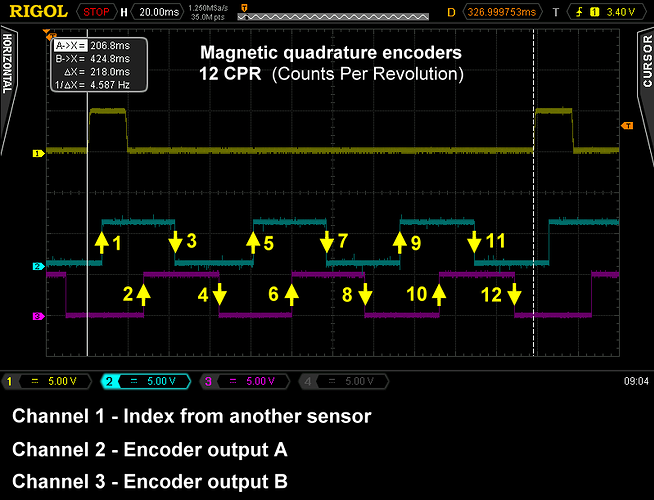 RIGOL STOP H 20.00ms 1.250MSa/s 35.0M pts D 326.999753ms T 1 3.40 V
HORIZONTAL
CURSOR
A->X = 206.8ms
B->X = 424.8ms
ΔX = 218.0ms
1/ΔX = 4.587 Hz
Magnetic quadrature encoders
12 CPR (Counts Per Revolution)
T
1
1 3 5 7 9 11
2
2 4 6 8 10 12
3
1 = 5.00 V 2 = 5.00 V 3 = 5.00 V 4 = 5.00 V 09:04
Channel 1 - Index from another sensor
Channel 2 - Encoder output A
Channel 3 - Encoder output B